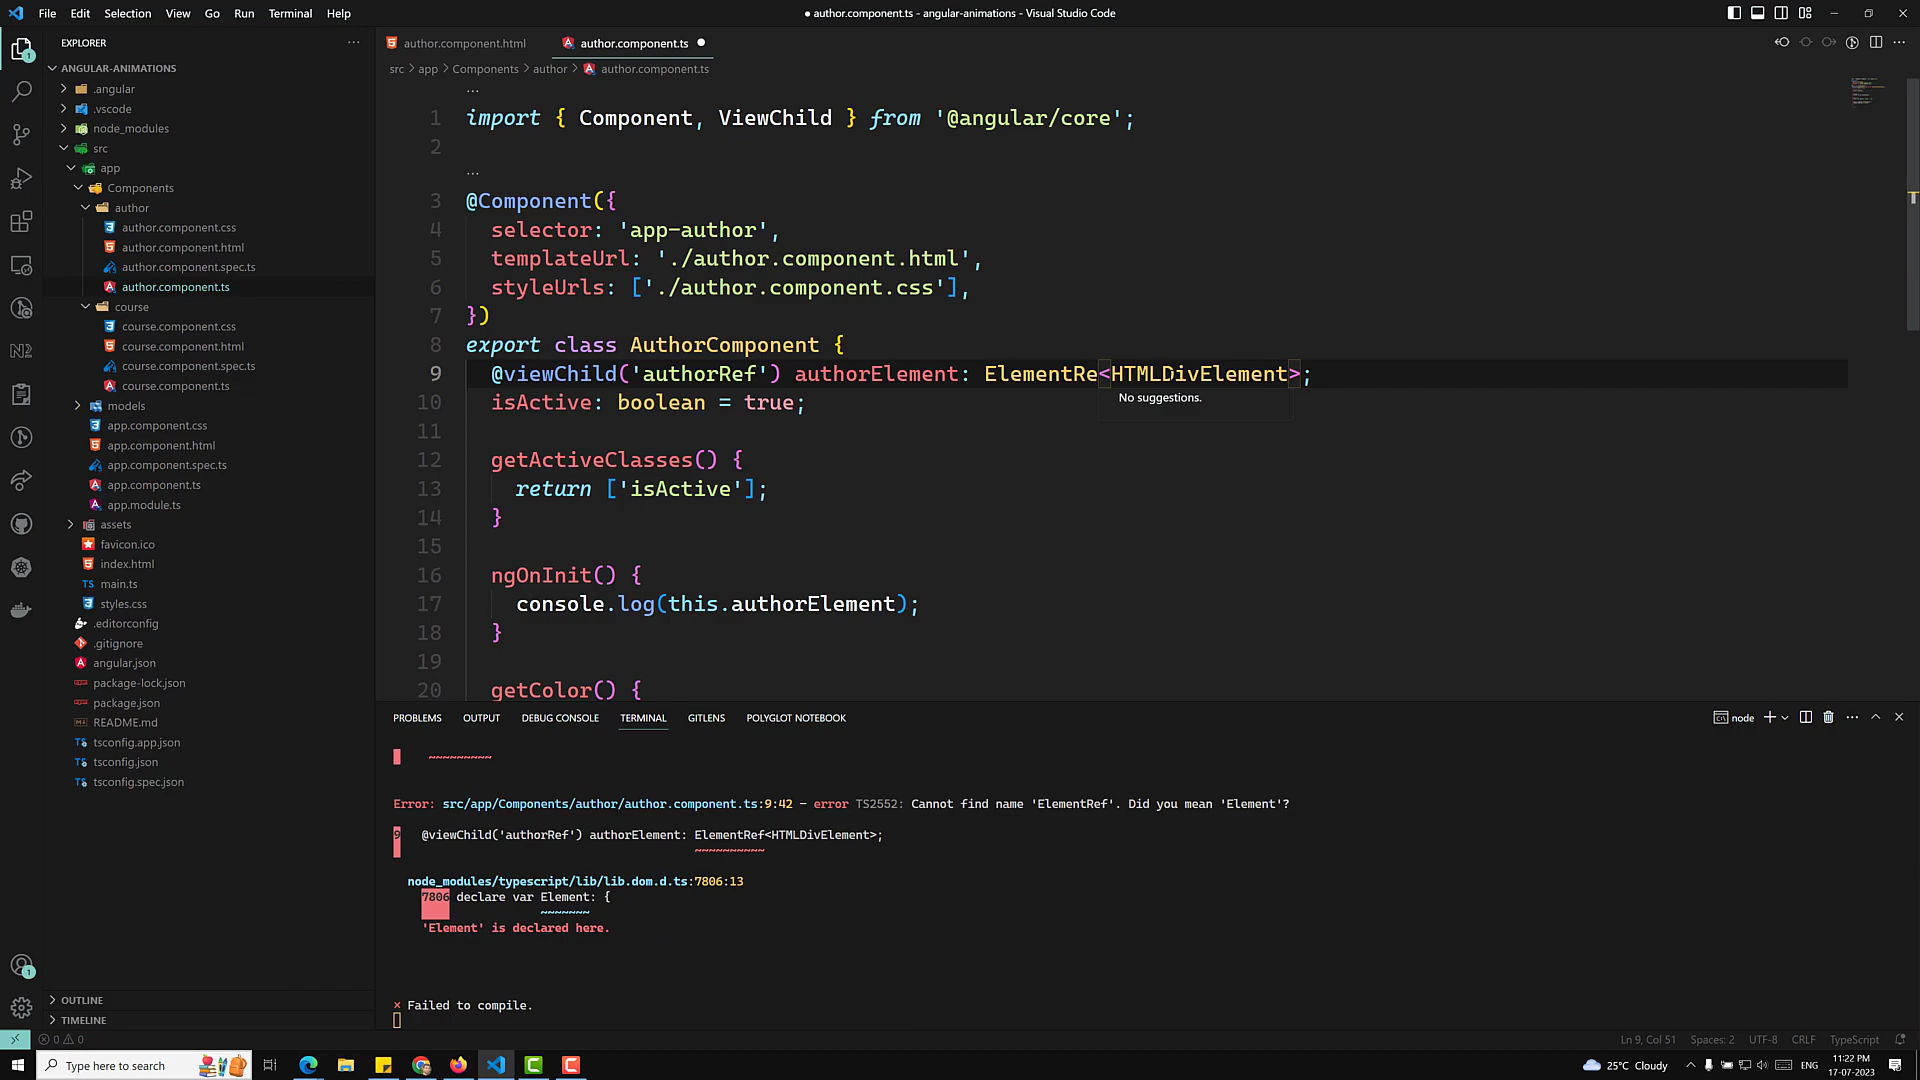 File Edit Selection View Go Run Terminal Help
● author.component.ts - angular-animations - Visual Studio Code
EXPLORER
ANGULAR-ANIMATIONS
.angular
.vscode
node_modules
src
app
Components
author
author.component.css
author.component.html
author.component.spec.ts
author.component.ts
course
course.component.css
course.component.html
course.component.spec.ts
course.component.ts
models
app.component.css
app.component.html
app.component.spec.ts
app.component.ts
app.module.ts
assets
favicon.ico
index.html
main.ts
styles.css
.editorconfig
.gitignore
angular.json
package-lock.json
package.json
README.md
tsconfig.app.json
tsconfig.json
tsconfig.spec.json
OUTLINE
TIMELINE
author.component.html author.component.ts
src > app > Components > author > author.component.ts
...
1 import { Component, ViewChild } from '@angular/core';
2
...
3 @Component({
4 selector: 'app-author',
5 templateUrl: './author.component.html',
6 styleUrls: ['./author.component.css'],
7 })
8 export class AuthorComponent {
9 @viewChild('authorRef') authorElement: ElementRe<HTMLDivElement>;
No suggestions.
10 isActive: boolean = true;
11
12 getActiveClasses() {
13 return ['isActive'];
14 }
15
16 ngOnInit() {
17 console.log(this.authorElement);
18 }
19
20 getColor() {
PROBLEMS OUTPUT DEBUG CONSOLE TERMINAL GITLENS POLYGLOT NOTEBOOK
node
~~~~~~~~~
Error: src/app/Components/author/author.component.ts:9:42 - error TS2552: Cannot find name 'ElementRef'. Did you mean 'Element'?
9 @viewChild('authorRef') authorElement: ElementRef<HTMLDivElement>;
~~~~~~~~~~
node_modules/typescript/lib/lib.dom.d.ts:7806:13
7806 declare var Element: {
~~~~~~~
'Element' is declared here.
× Failed to compile.
0 0
Ln 9, Col 51 Spaces: 2 UTF-8 CRLF TypeScript
Type here to search
25°C Cloudy
ENG
11:22 PM
17-07-2023